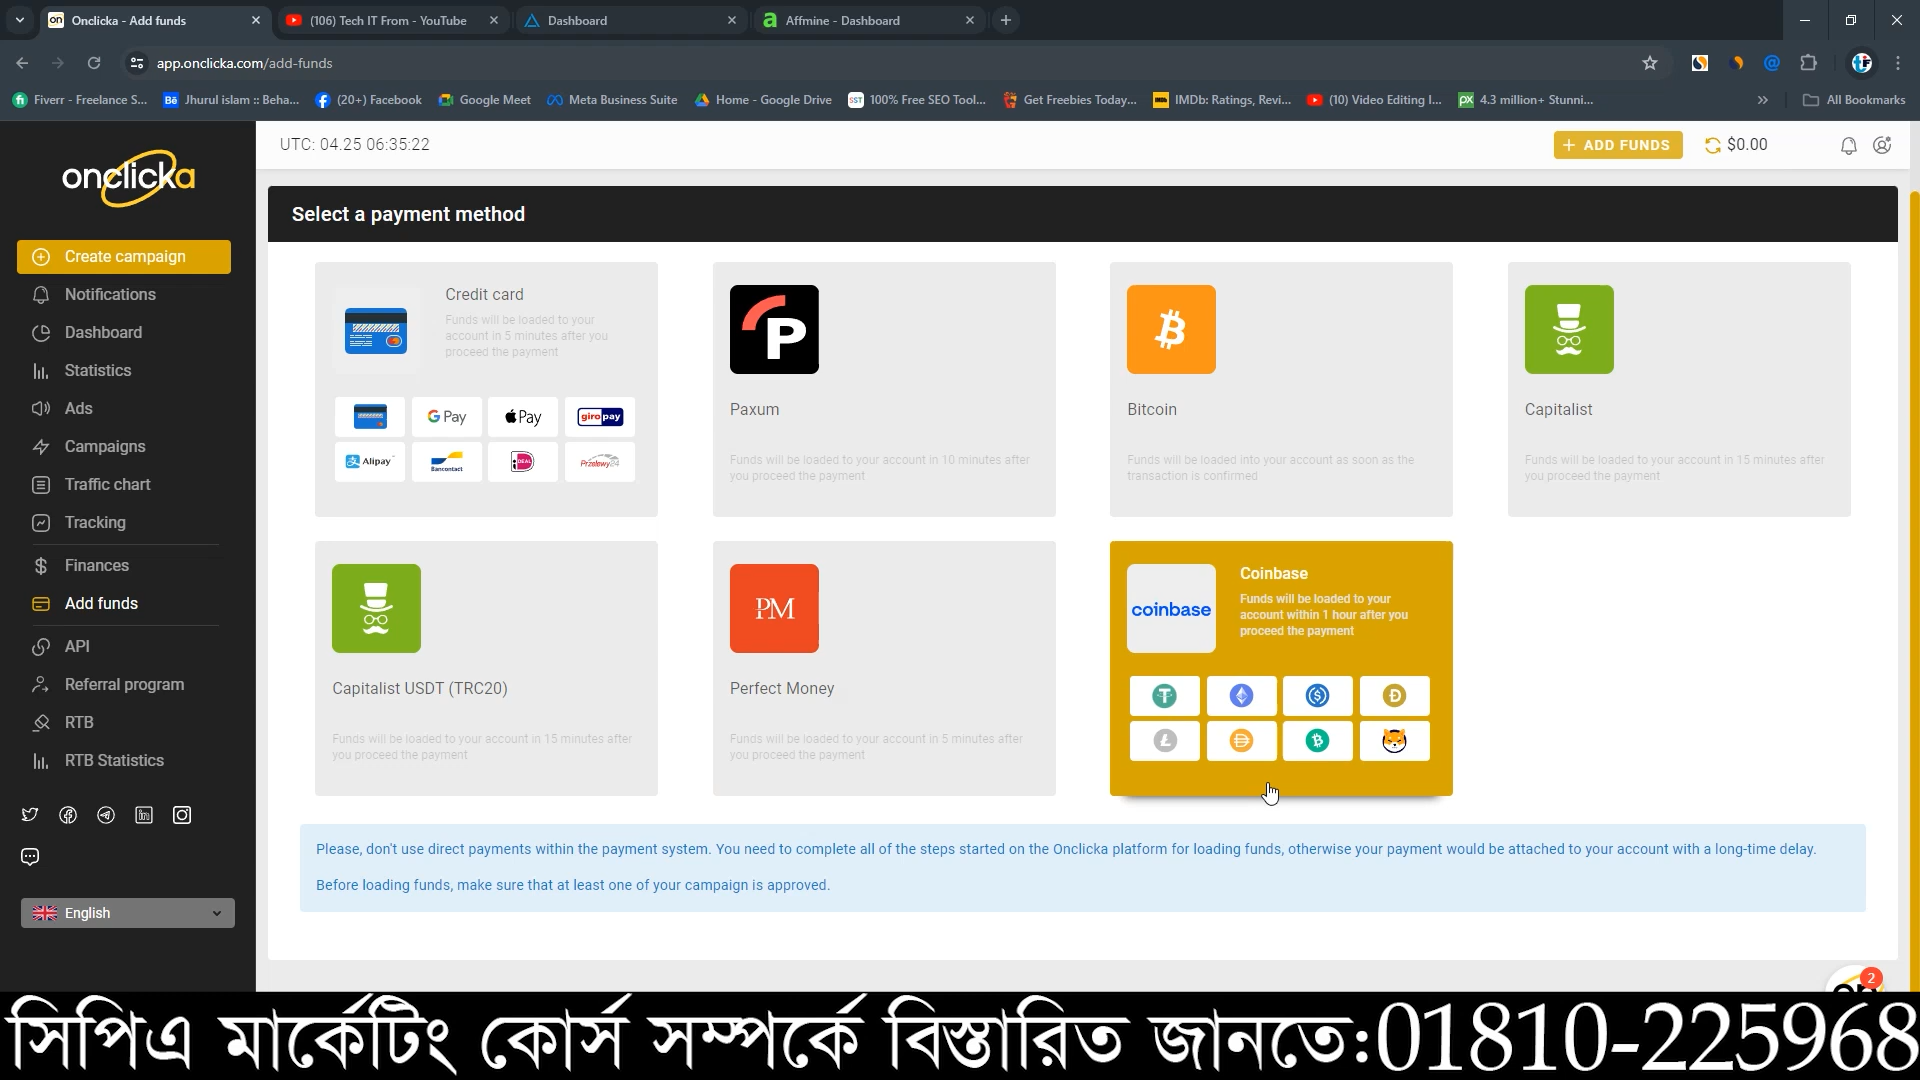 Onclicka - Add funds
(106) Tech IT From - YouTube
Dashboard
Affmine - Dashboard
app.onclicka.com/add-funds
Fiverr - Freelance S...
Jhurul islam :: Beha...
(20+) Facebook
Google Meet
Meta Business Suite
Home - Google Drive
100% Free SEO Tool...
Get Freebies Today...
IMDb: Ratings, Revi...
(10) Video Editing I...
4.3 million+ Stunni...
All Bookmarks
onclicka
UTC: 04.25 06:35:22
+ ADD FUNDS
$0.00
Create campaign
Notifications
Dashboard
Statistics
Ads
Campaigns
Traffic chart
Tracking
Finances
Add funds
API
Referral program
RTB
RTB Statistics
English
Select a payment method
Credit card
Funds will be loaded to your
account in 5 minutes after you
proceed the payment
G Pay
Pay
giropay
Alipay
Bancontact
iDEAL
Przelewy24
Paxum
Funds will be loaded to your account in 10 minutes after
you proceed the payment
Bitcoin
Funds will be loaded into your account as soon as the
transaction is confirmed
Capitalist
Funds will be loaded to your account in 15 minutes after
you proceed the payment
Capitalist USDT (TRC20)
Funds will be loaded to your account in 15 minutes after
you proceed the payment
PM
Perfect Money
Funds will be loaded to your account in 5 minutes after
you proceed the payment
coinbase
Coinbase
Funds will be loaded to your
account within 1 hour after you
proceed the payment
Please, don't use direct payments within the payment system. You need to complete all of the steps started on the Onclicka platform for loading funds, otherwise your payment would be attached to your account with a long-time delay.
Before loading funds, make sure that at least one of your campaign is approved.
2
সিপিএ মার্কেটিং কোর্স সম্পর্কে বিস্তারিত জানতে:01810-225968